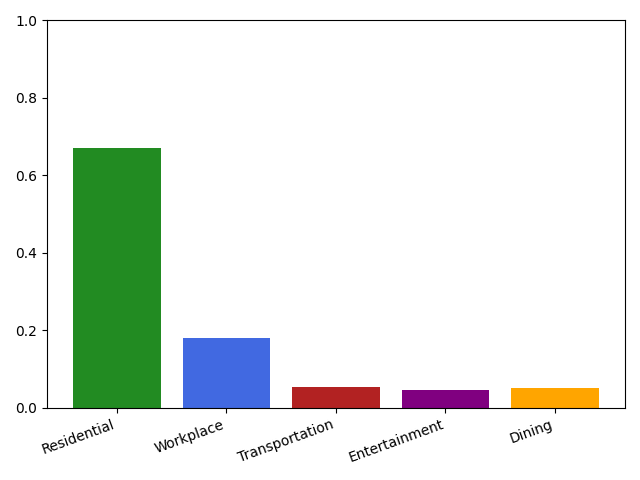 1.0
0.8
0.6
0.4
0.2
0.0
Residential
Workplace
Transportation
Entertainment
Dining